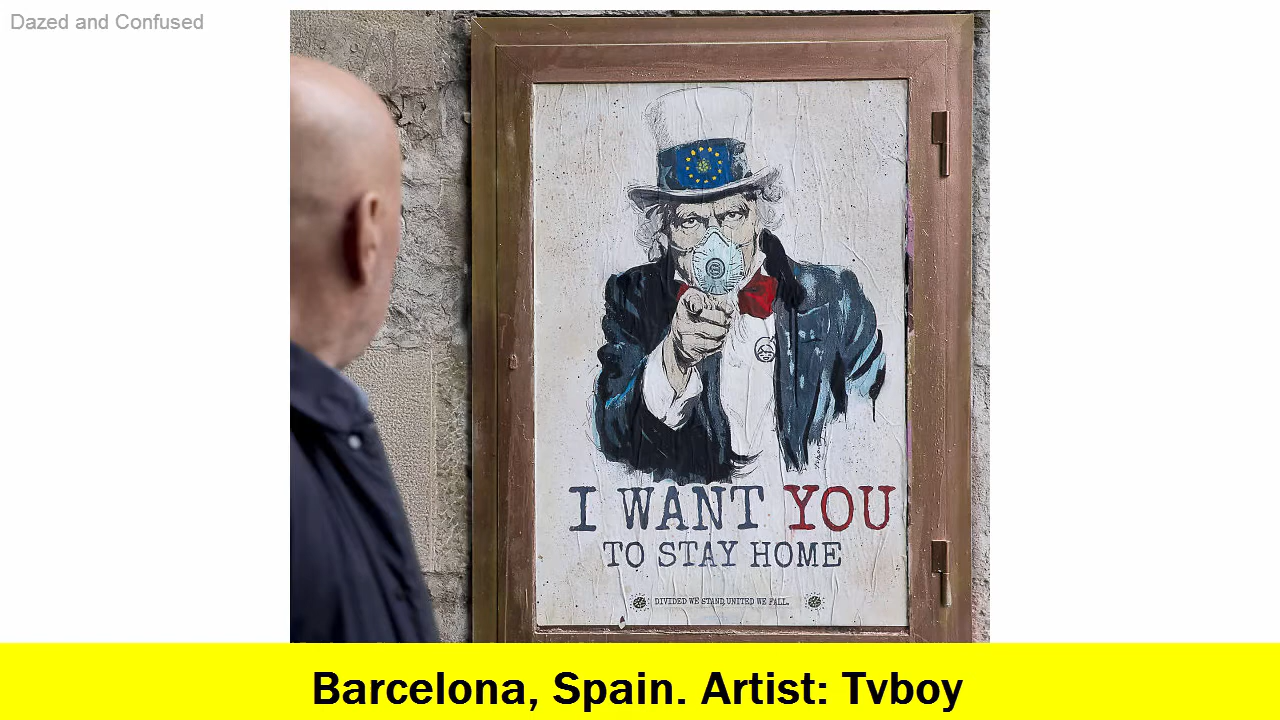 Dazed and Confused
I WANT YOU
TO STAY HOME
DIVIDED WE STAND, UNITED WE FALL.
Barcelona, Spain. Artist: Tvboy